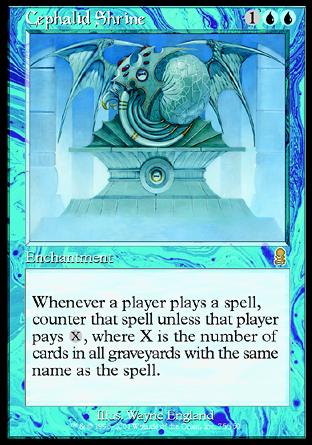 Cephalid Shrine 1
Enchantment
Whenever a player plays a spell,
counter that spell unless that player
pays X, where X is the number of
cards in all graveyards with the same
name as the spell.
Illus. Wayne England